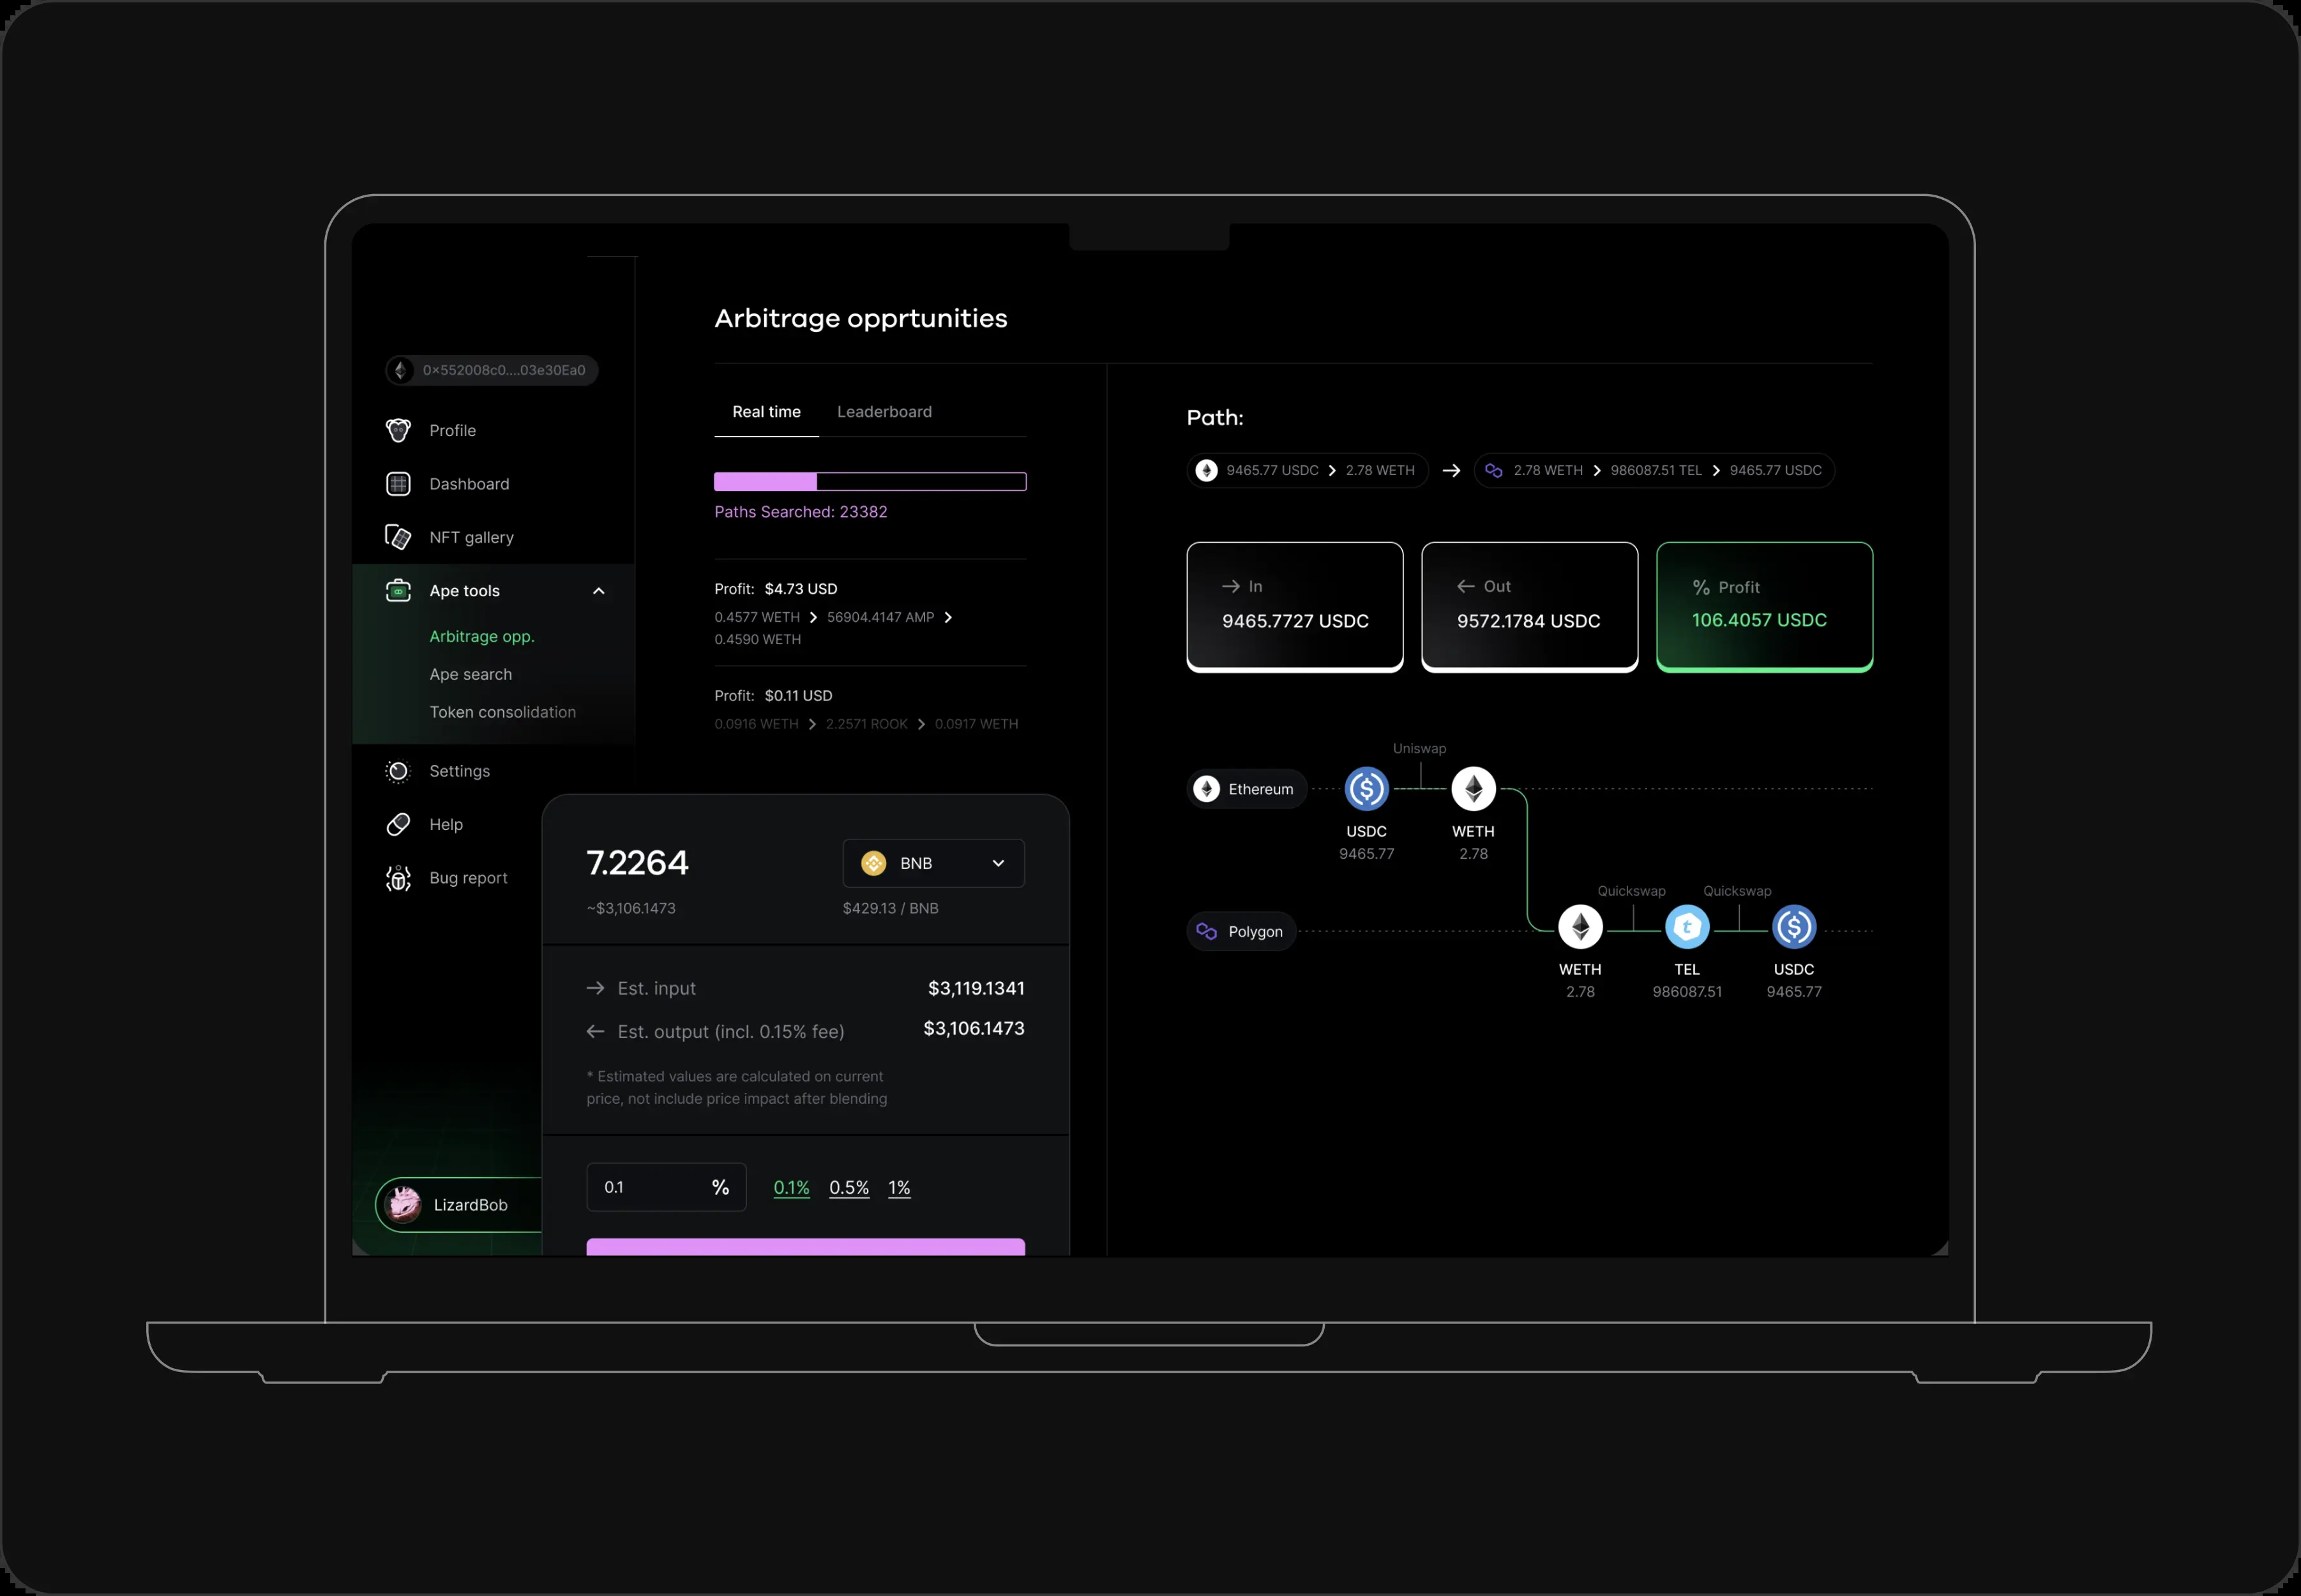 Arbitrage opprtunities
0×552008c0....03e30Ea0
Profile
Dashboard
NFT gallery
Ape tools
Arbitrage opp.
Ape search
Token consolidation
Settings
Help
Bug report
LizardBob
Real time Leaderboard
Paths Searched: 23382
Profit: $4.73 USD
0.4577 WETH > 56904.4147 AMP >
0.4590 WETH
Profit: $0.11 USD
0.0916 WETH > 2.2571 ROOK > 0.0917 WETH
7.2264 BNB
~$3,106.1473 $429.13 / BNB
→ Est. input $3,119.1341
← Est. output (incl. 0.15% fee) $3,106.1473
* Estimated values are calculated on current
price, not include price impact after blending
0.1 % 0.1% 0.5% 1%
Path:
9465.77 USDC > 2.78 WETH → 2.78 WETH > 986087.51 TEL > 9465.77 USDC
→ In ← Out % Profit
9465.7727 USDC 9572.1784 USDC 106.4057 USDC
Uniswap
Ethereum
USDC WETH
9465.77 2.78
Quickswap Quickswap
Polygon
t
WETH TEL USDC
2.78 986087.51 9465.77